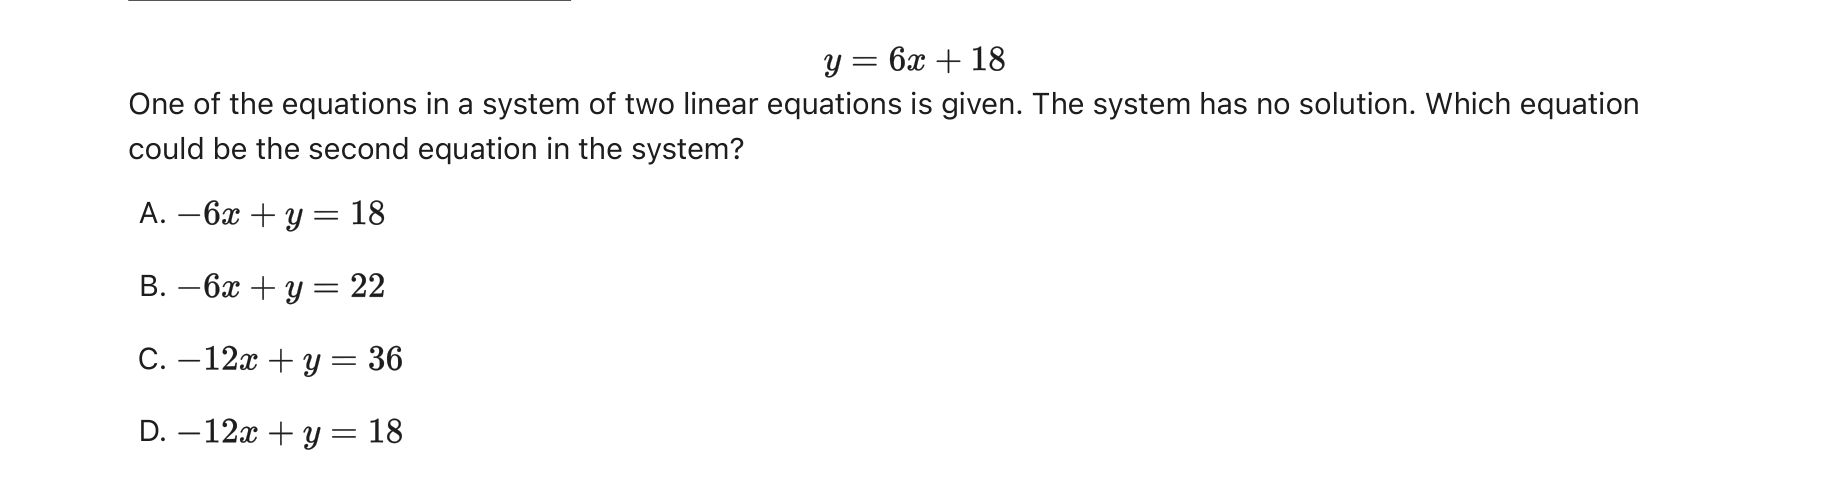 y = 6x + 18
One of the equations in a system of two linear equations is given. The system has no solution. Which equation
could be the second equation in the system?
A. −6x + y = 18
B. −6x + y = 22
C. −12x + y = 36
D. −12x + y = 18